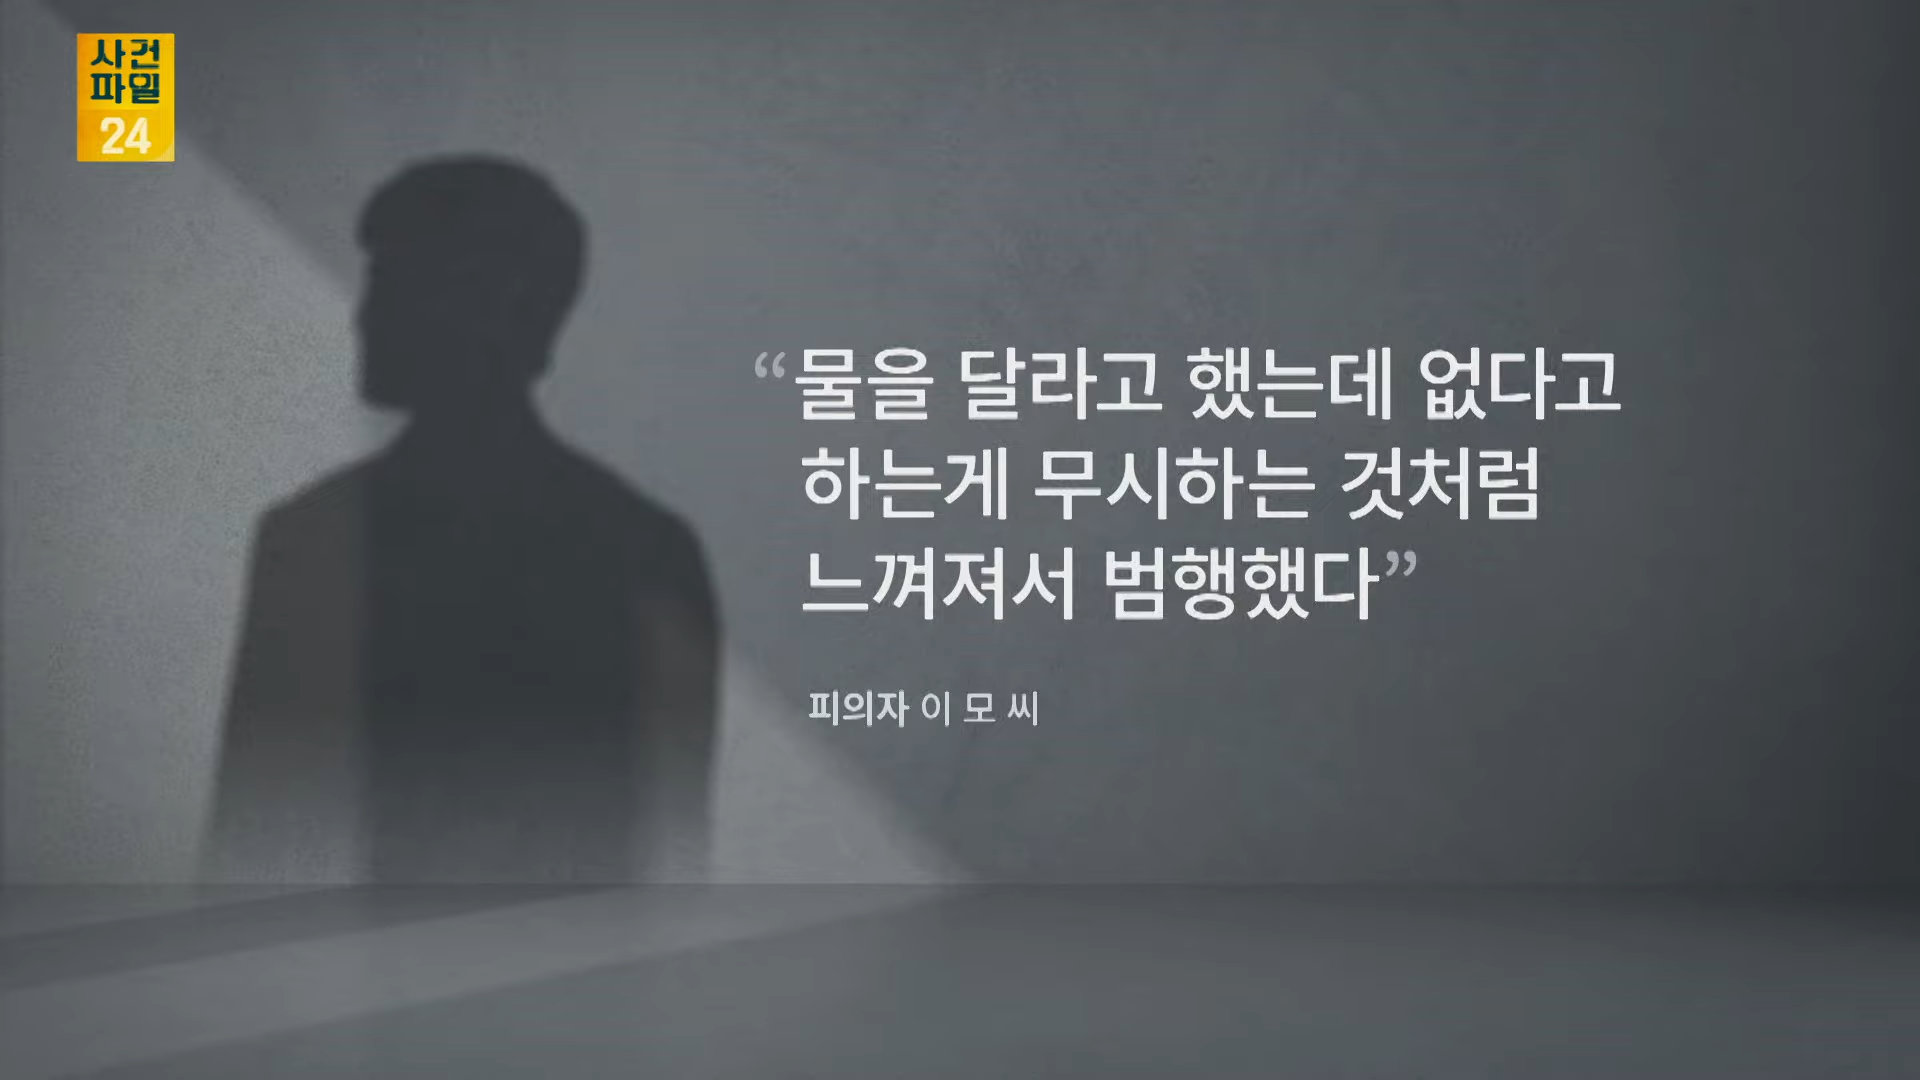 사건
파일
24
“물을 달라고 했는데 없다고
하는게 무시하는 것처럼
느껴져서 범행했다”
피의자 이 모 씨